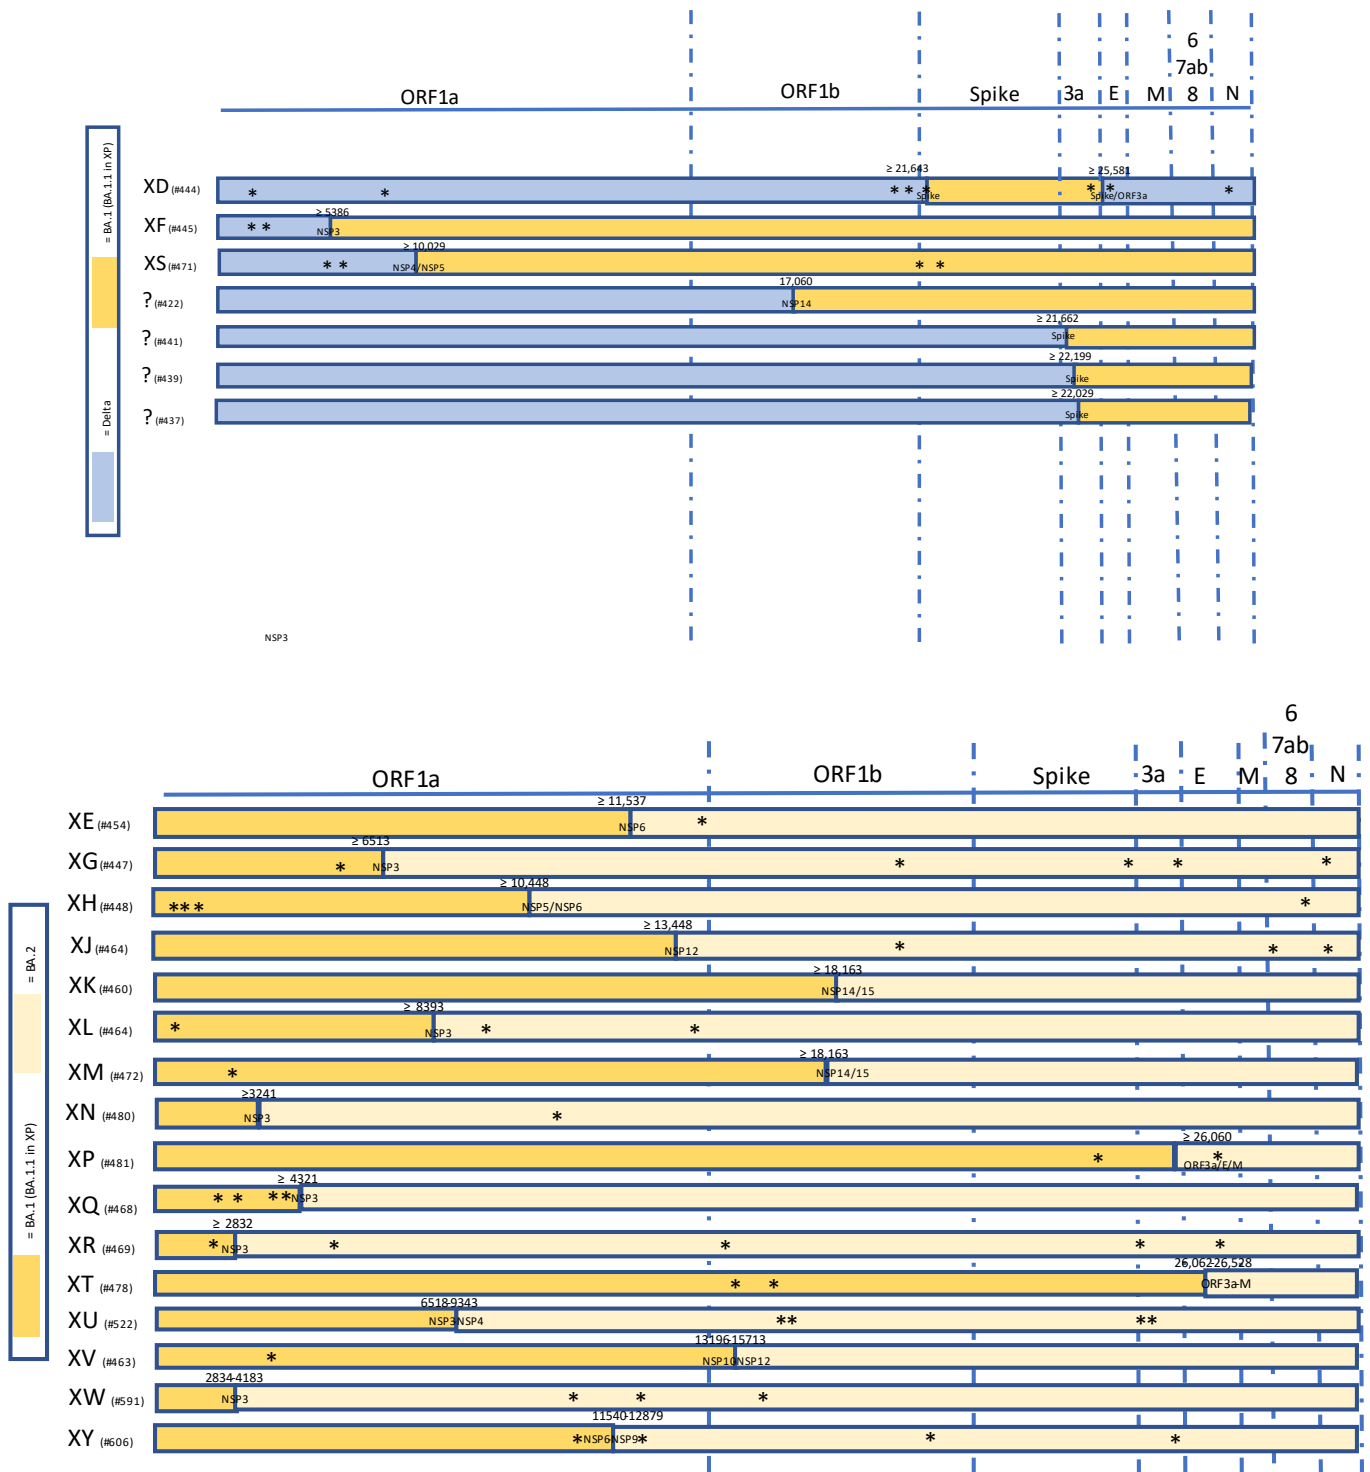 6
7ab
ORF1a ORF1b Spike 3a E M 8 N
= BA.1 (BA.1.1 in XP)
= Delta
≥ 21,643 ≥ 25,581
XD (#444) * * * * * * * *
Spike Spike/ORF3a
≥ 5386
XF (#445) * *
NSP3
≥ 10,029
XS (#471) * * NSP4/NSP5 * *
17,060
? (#422) NSP14
≥ 21,662
? (#441) Spike
≥ 22,199
? (#439) Spike
≥ 22,029
? (#437) Spike
NSP3
6
7ab
ORF1a ORF1b Spike 3a E M 8 N
= BA.2
= BA.1 (BA.1.1 in XP)
≥ 11,537
XE (#454) NSP6 *
≥ 6513
XG (#447) * NSP3 * * * *
≥ 10,448
XH (#448) *** NSP5/NSP6 *
≥ 13,448
XJ (#464) NSP12 * * *
≥ 18,163
XK (#460) NSP14/15
≥ 8393
XL (#464) * NSP3 * *
≥ 18,163
XM (#472) * NSP14/15
≥3241
XN (#480) NSP3 *
≥ 26,060
XP (#481) * *
ORF3a/E/M
≥ 4321
XQ (#468) * * ** NSP3
≥ 2832
XR (#469) * NSP3 * * * *
26,062-26,528
XT (#478) * * ORF3a-M
6518-9343
XU (#522) NSP3-NSP4 ** **
13196-15713
XV (#463) * NSP10NSP12
2834-4183
XW (#591) NSP3 * * *
11540-12879
XY (#606) *NSP6-NSP9* * *